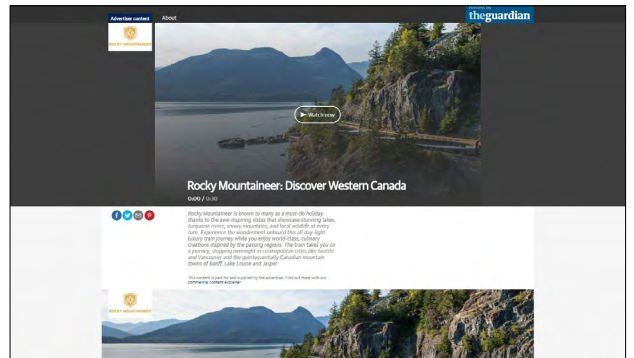 Advertiser content
About
theguardian
ROCKY MOUNTAINEER
Watch now
Rocky Mountaineer: Discover Western Canada
0:00 / 0:30
Rocky Mountaineer is known to many as a must-do holiday
thanks to the awe-inspiring vistas that showcase stunning lakes,
turquoise rivers, snowy mountains, and local wildlife at every
turn. Experience the wonderment onboard this all day-light
luxury train journey while you enjoy world-class, culinary
creations inspired by the passing regions. The train takes you on
a journey, stopping overnight in cosmopolitan cities like Seattle
and Vancouver and the quintessentially Canadian mountain
towns of Banff, Lake Louise and Jasper.
This content is paid for and supplied by the advertiser. Find out more with our
commercial content explainer.
ROCKY MOUNTAINEER